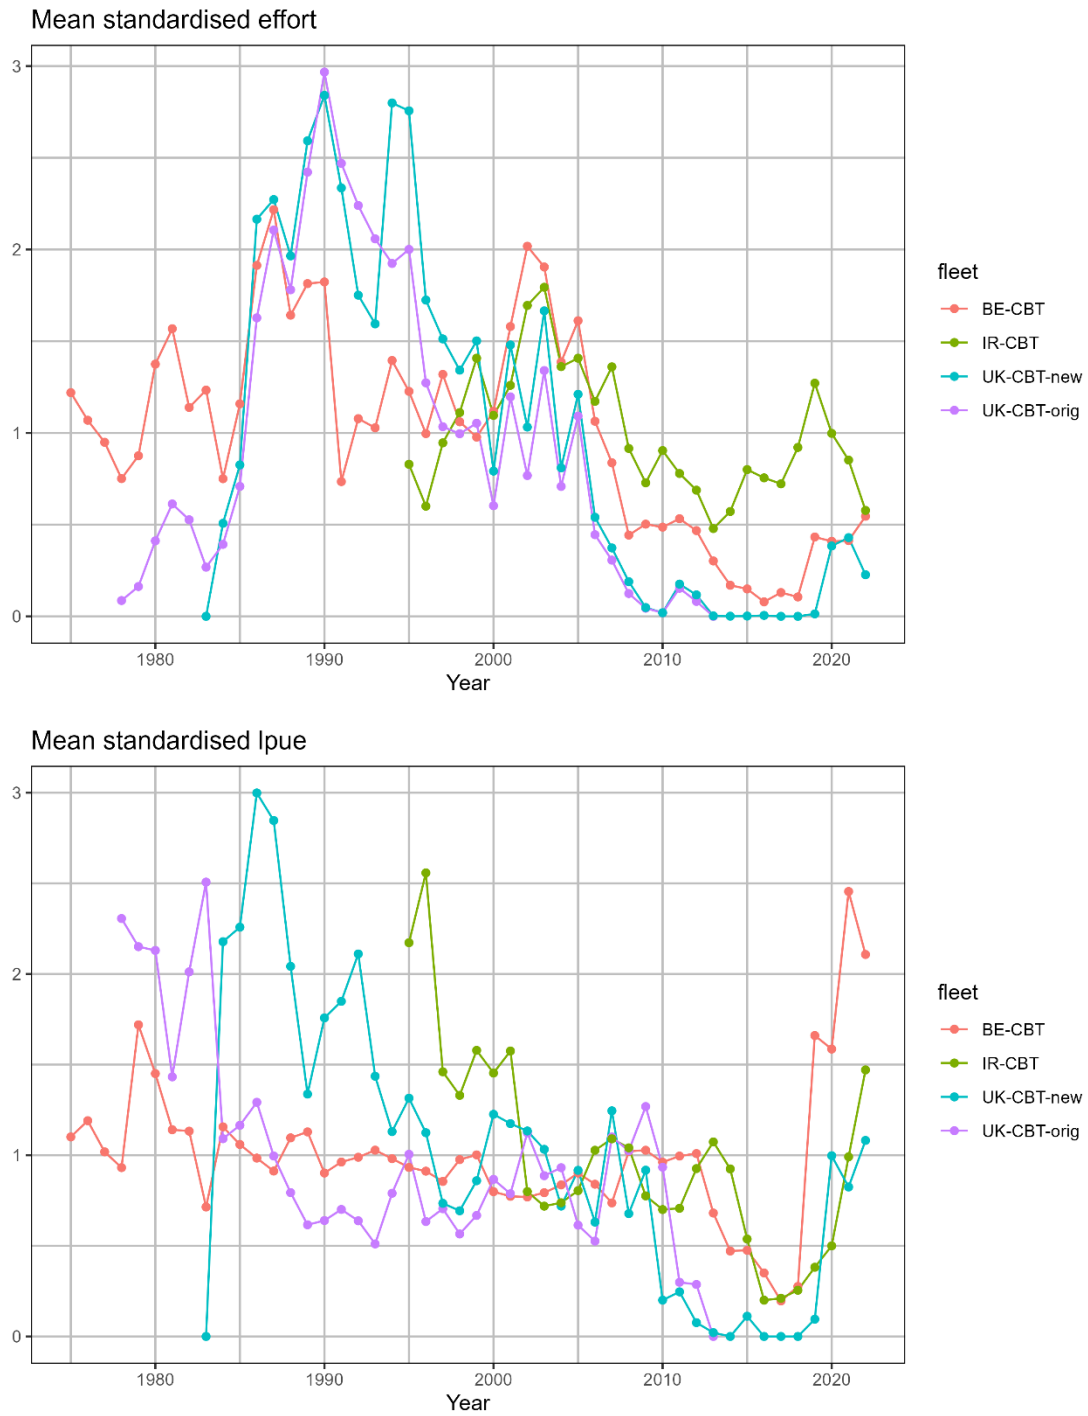 Mean standardised effort
3
2
1
0
1980 1990 2000 2010 2020
Year
fleet
BE-CBT
IR-CBT
UK-CBT-new
UK-CBT-orig
Mean standardised lpue
3
2
1
0
1980 1990 2000 2010 2020
Year
fleet
BE-CBT
IR-CBT
UK-CBT-new
UK-CBT-orig